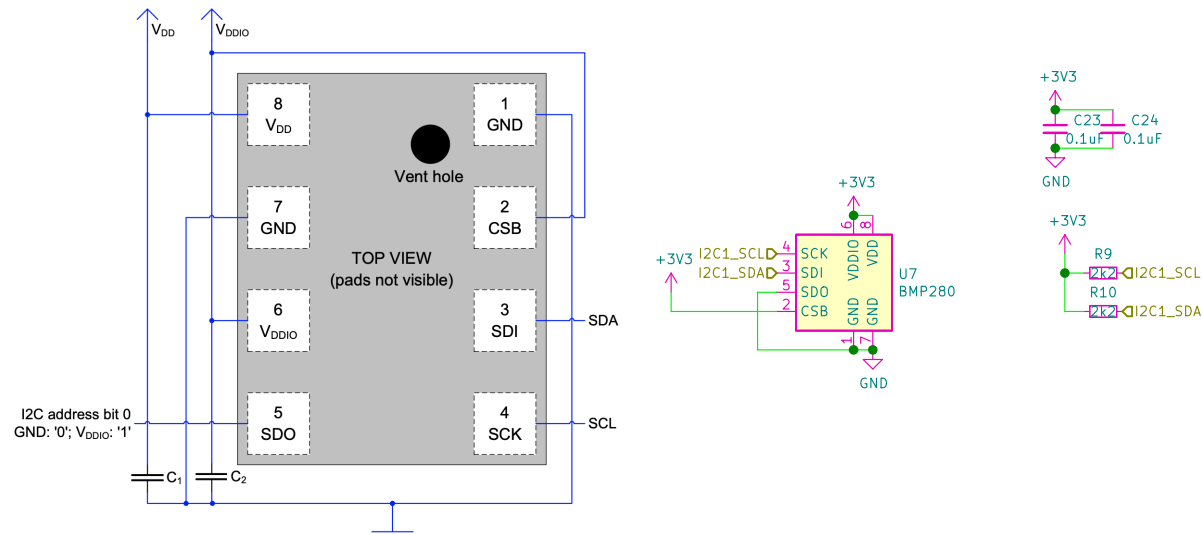 VDD
VDDIO
8
VDD
1
GND
Vent hole
7
GND
2
CSB
TOP VIEW
(pads not visible)
6
VDDIO
3
SDI
SDA
I2C address bit 0
GND: '0'; VDDIO: '1'
5
SDO
4
SCK
SCL
C1
C2
+3V3
+3V3
6
8
I2C1_SCL
4
SCK
I2C1_SDA
3
SDI
5
SDO
2
CSB
VDDIO
VDD
GND
GND
1
7
U7
BMP280
GND
+3V3
C23
0.1uF
C24
0.1uF
GND
+3V3
R9
2k2
I2C1_SCL
R10
2k2
I2C1_SDA